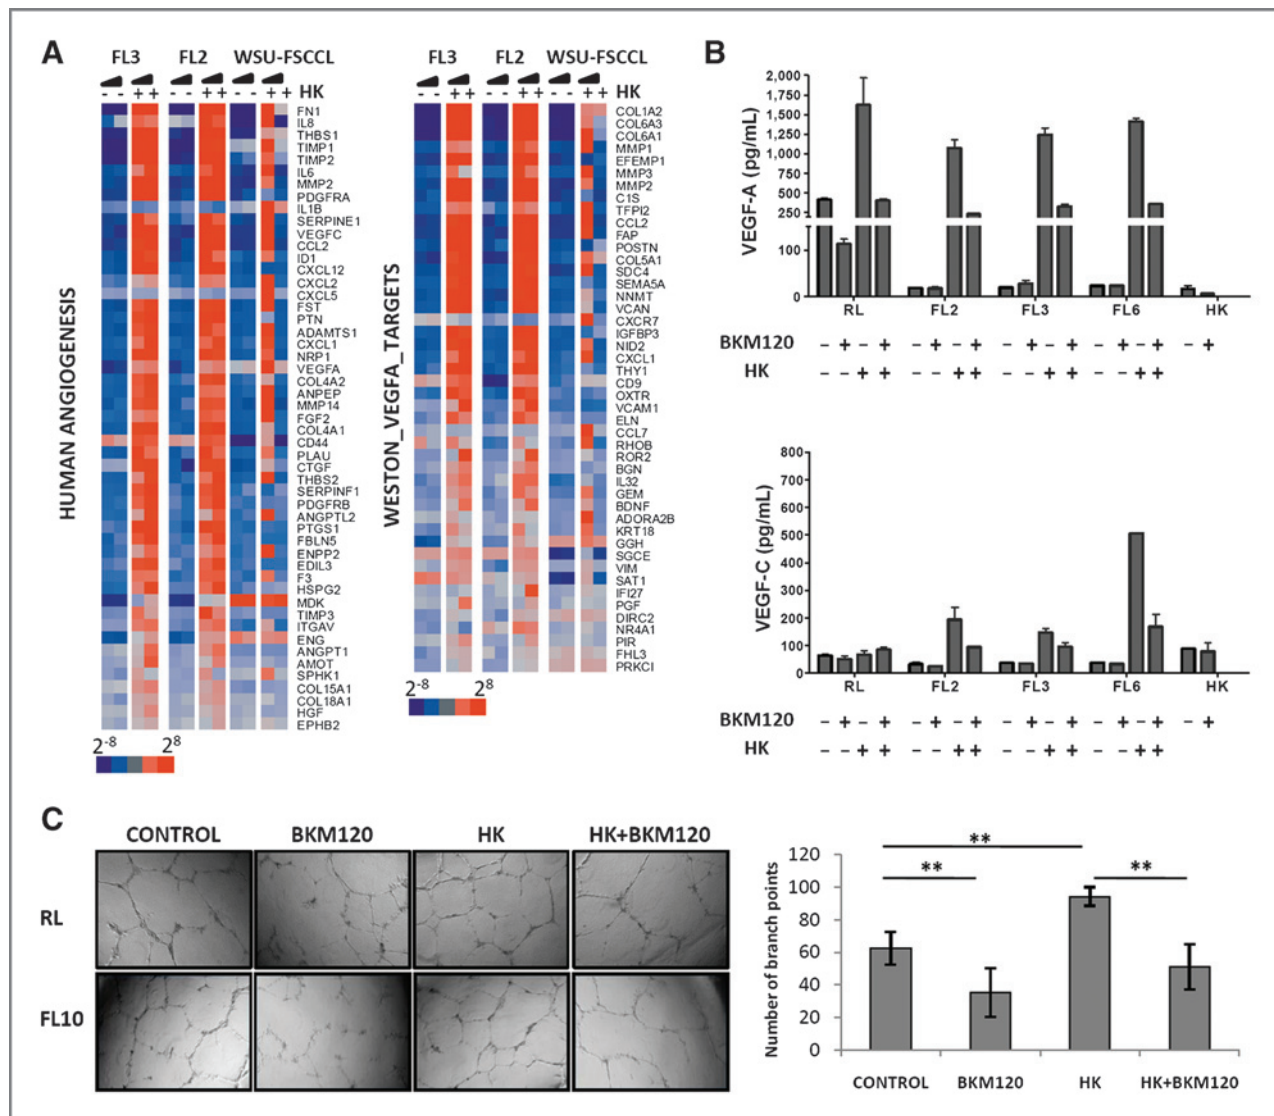 A
FL3 FL2 WSU-FSCCL
- - + + - - + + - - + + HK
HUMAN ANGIOGENESIS
FN1
IL8
THBS1
TIMP1
TIMP2
IL6
MMP2
PDGFRA
IL1B
SERPINE1
VEGFC
CCL2
ID1
CXCL12
CXCL2
CXCL5
FST
PTN
ADAMTS1
CXCL1
NRP1
VEGFA
COL4A2
ANPEP
MMP14
FGF2
COL4A1
CD44
PLAU
CTGF
THBS2
SERPINF1
PDGFRB
ANGPTL2
PTGS1
FBLN5
ENPP2
EDIL3
F3
HSPG2
MDK
TIMP3
ITGAV
ENG
ANGPT1
AMOT
SPHK1
COL15A1
COL18A1
HGF
EPHB2
2-8 28
FL3 FL2 WSU-FSCCL
- - + + - - + + - - + + HK
WESTON_VEGFA_TARGETS
COL1A2
COL6A3
COL6A1
MMP1
EFEMP1
MMP3
MMP2
C1S
TFPI2
CCL2
FAP
POSTN
COL5A1
SDC4
SEMA5A
NNMT
VCAN
CXCR7
IGFBP3
NID2
CXCL1
THY1
CD9
OXTR
VCAM1
ELN
CCL7
RHOB
ROR2
BGN
IL32
GEM
BDNF
ADORA2B
KRT18
GGH
SGCE
VIM
SAT1
IFI27
PGF
DIRC2
NR4A1
PIR
FHL3
PRKCI
2-8 28
B
VEGF-A (pg/mL)
2,000
1,750
1,500
1,250
1,000
750
500
250
100
0
RL FL2 FL3 FL6 HK
BKM120 - + - + - + - + - + - + - + - + - +
HK - - + + - - + + - - + + - - + +
VEGF-C (pg/mL)
800
700
600
500
400
300
200
100
0
RL FL2 FL3 FL6 HK
BKM120 - + - + - + - + - + - + - + - + - +
HK - - + + - - + + - - + + - - + +
C
CONTROL BKM120 HK HK+BKM120
RL
FL10
Number of branch points
120
100
80
60
40
20
0
**
** **
CONTROL BKM120 HK HK+BKM120